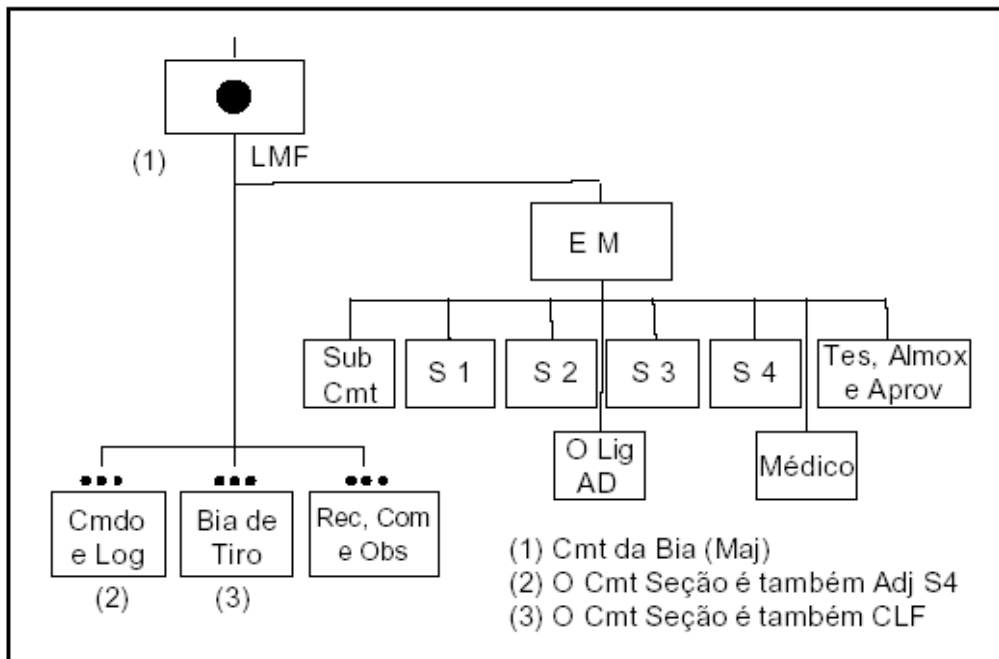 (1)
LMF
E M
Sub
Cmt
S 1
S 2
S 3
S 4
Tes, Almox
e Aprov
O Lig
AD
Médico
Cmdo
e Log
Bia de
Tiro
Rec, Com
e Obs
(2)
(3)
(1) Cmt da Bia (Maj)
(2) O Cmt Seção é também Adj S4
(3) O Cmt Seção é também CLF